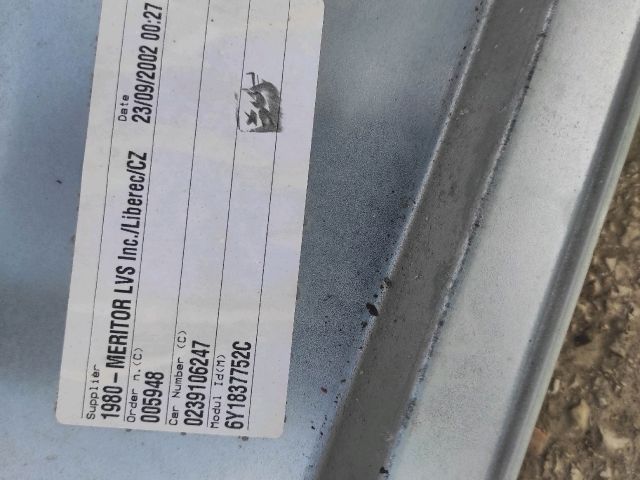 Supplier Date
1980-MERITOR LVS Inc./Liberec/CZ 23/09/2002 00:27
Order n.(C)
005948
Car Number (C)
0239106247
Modul Id(M)
6Y1837752C